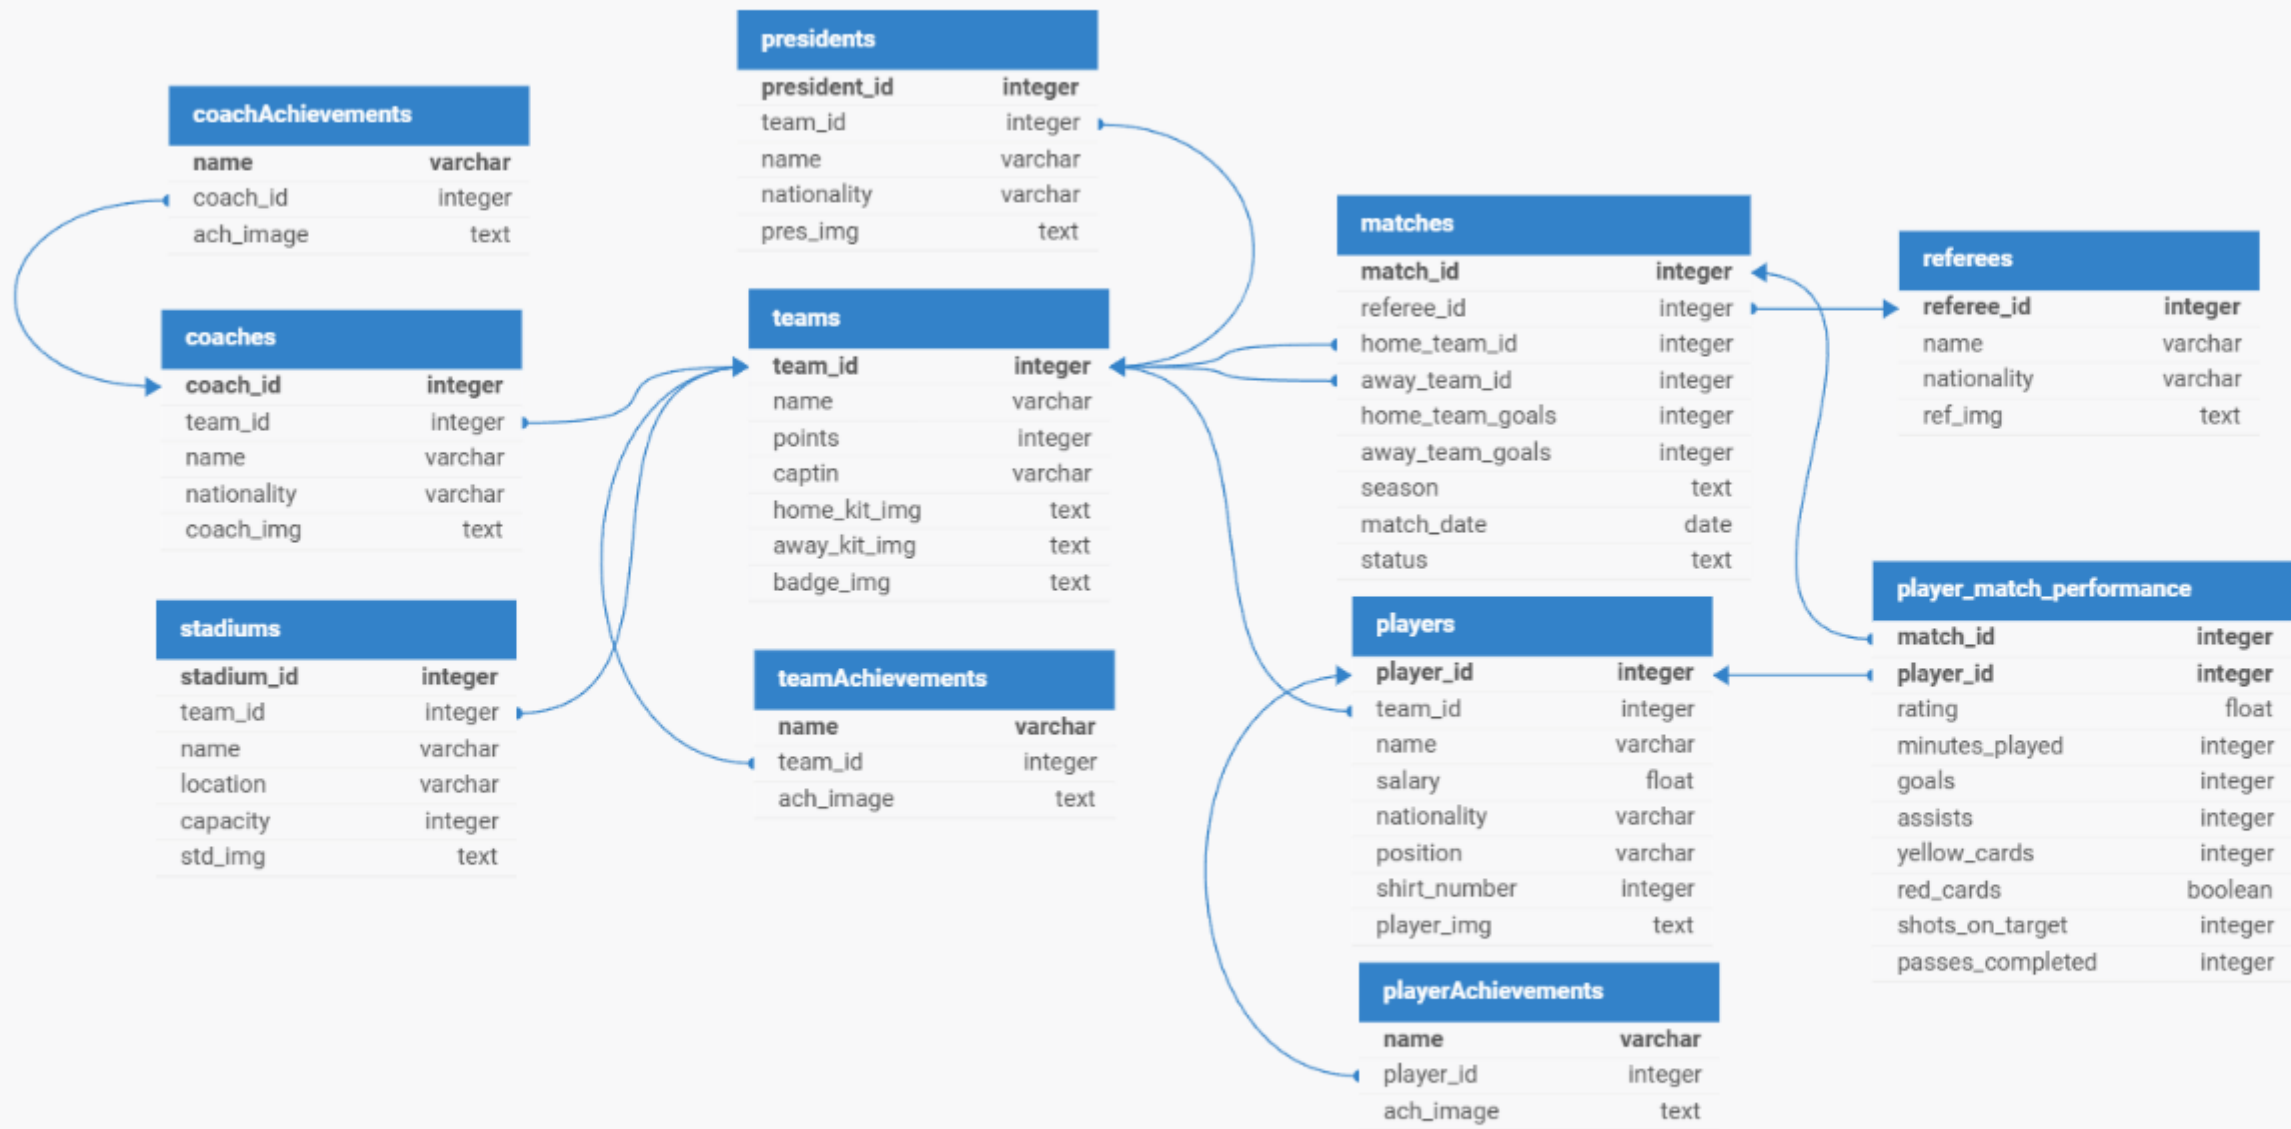 presidents
president_id integer
team_id integer
name varchar
nationality varchar
pres_img text
coachAchievements
name varchar
coach_id integer
ach_image text
coaches
coach_id integer
team_id integer
name varchar
nationality varchar
coach_img text
stadiums
stadium_id integer
team_id integer
name varchar
location varchar
capacity integer
std_img text
teams
team_id integer
name varchar
points integer
captin varchar
home_kit_img text
away_kit_img text
badge_img text
teamAchievements
name varchar
team_id integer
ach_image text
matches
match_id integer
referee_id integer
home_team_id integer
away_team_id integer
home_team_goals integer
away_team_goals integer
season text
match_date date
status text
players
player_id integer
team_id integer
name varchar
salary float
nationality varchar
position varchar
shirt_number integer
player_img text
playerAchievements
name varchar
player_id integer
ach_image text
referees
referee_id integer
name varchar
nationality varchar
ref_img text
player_match_performance
match_id integer
player_id integer
rating float
minutes_played integer
goals integer
assists integer
yellow_cards integer
red_cards boolean
shots_on_target integer
passes_completed integer